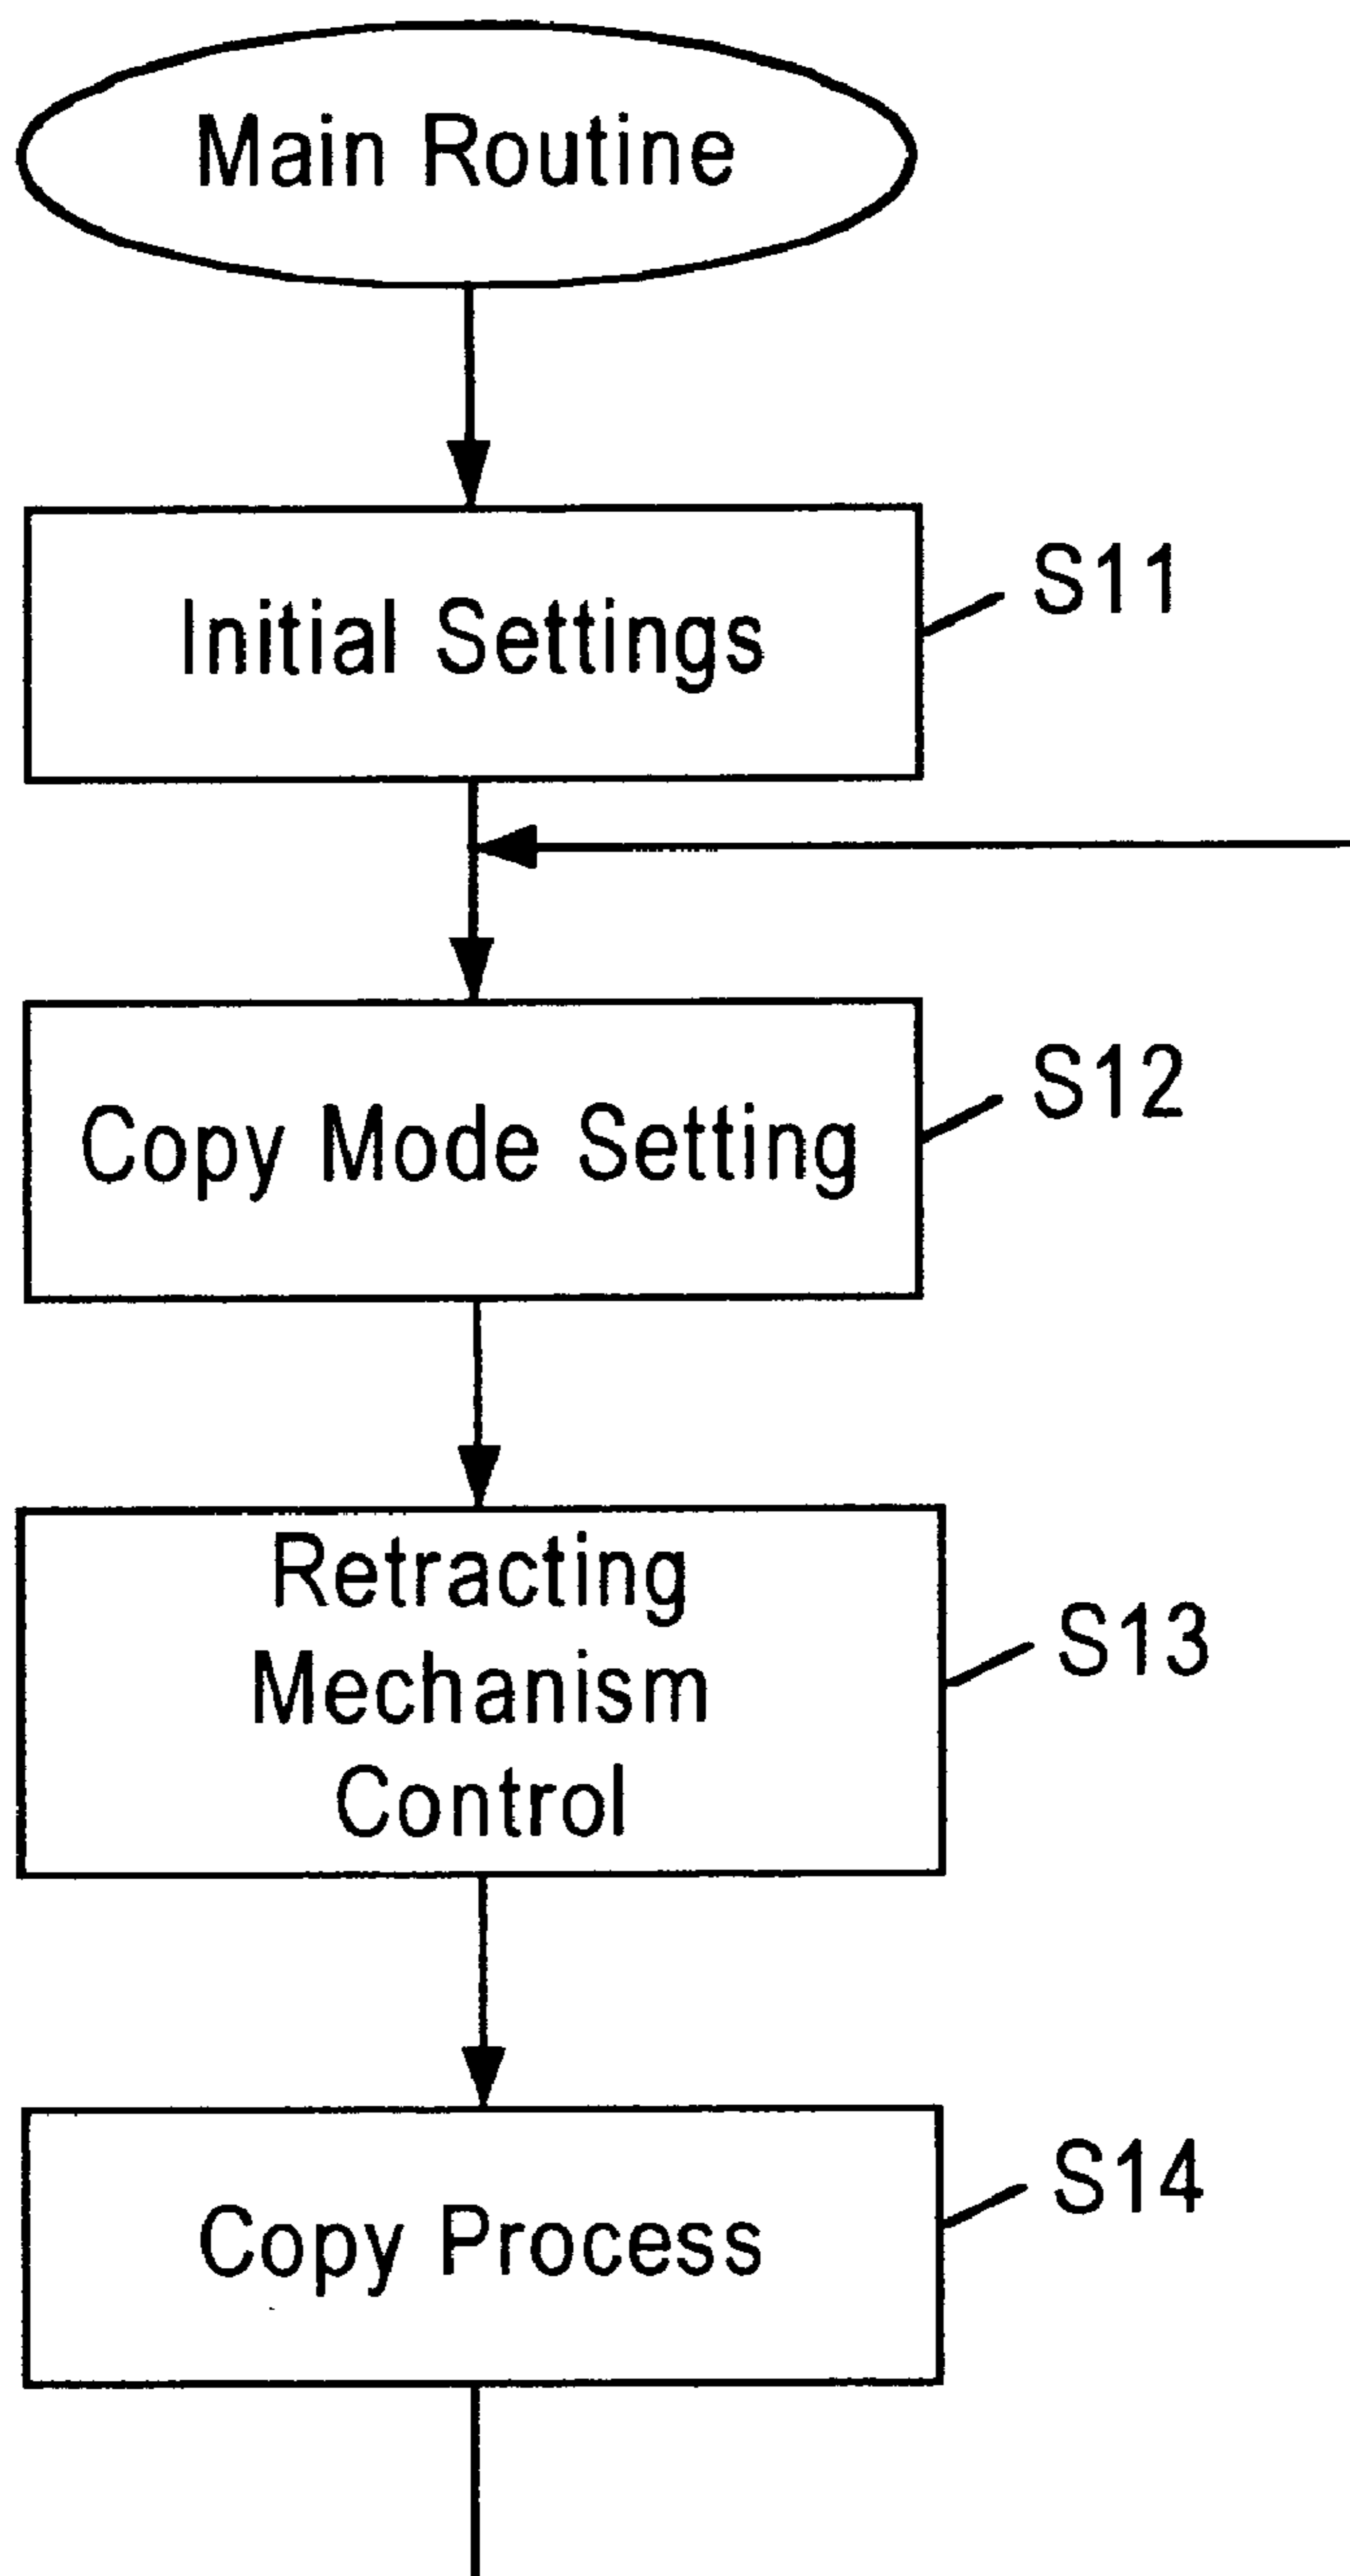 Main Routine
Initial Settings
S11
Copy Mode Setting
S12
Retracting
Mechanism
Control
S13
Copy Process
S14